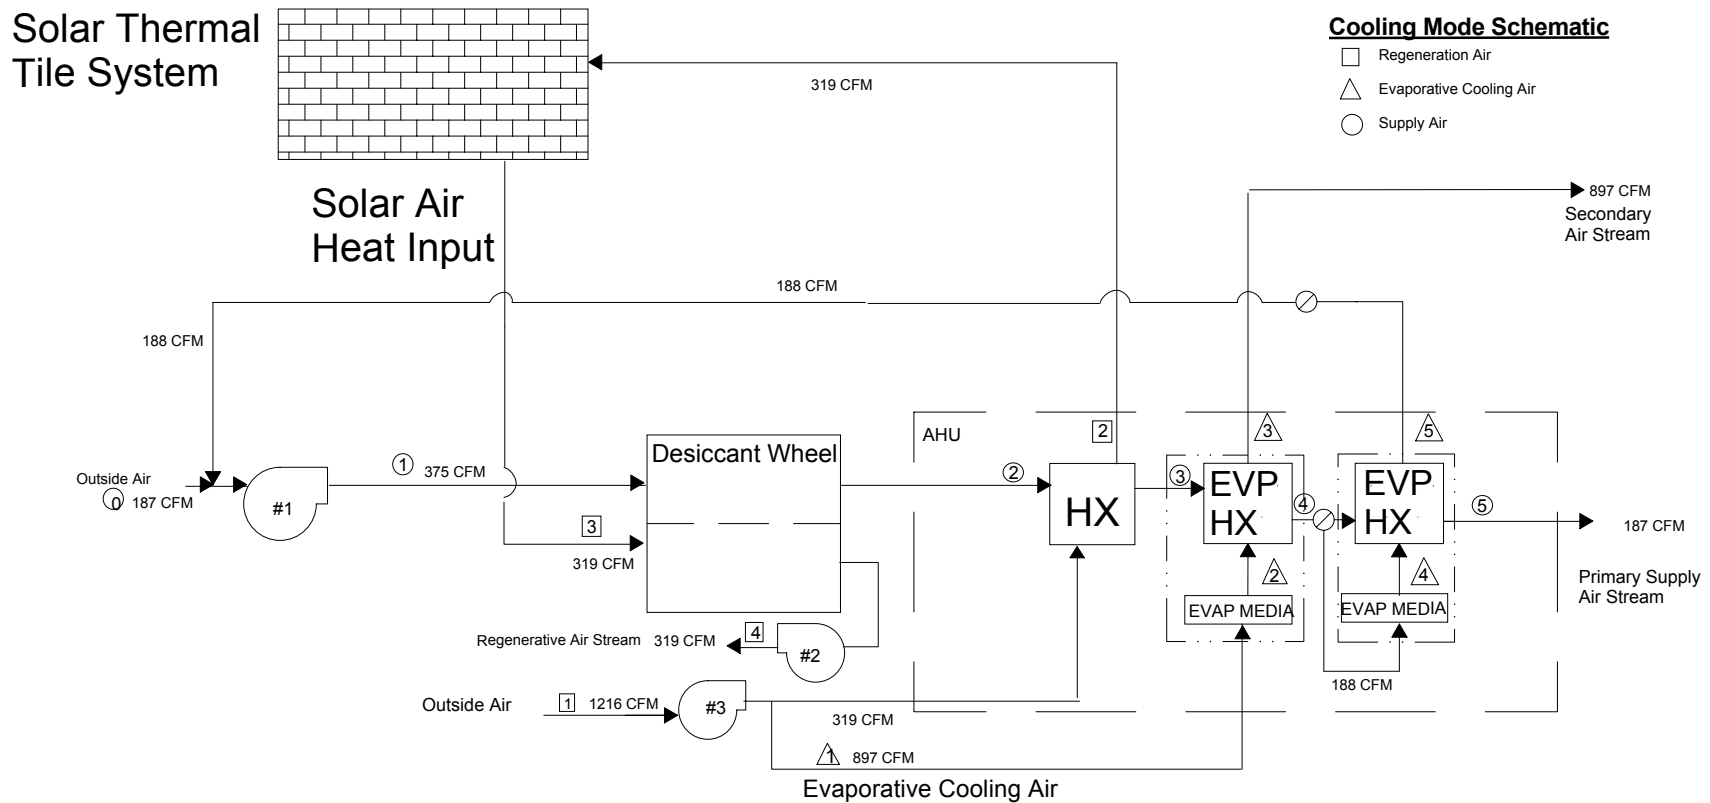 Solar Thermal
Tile System
Cooling Mode Schematic
Regeneration Air
Evaporative Cooling Air
Supply Air
319 CFM
Solar Air
Heat Input
897 CFM
Secondary
Air Stream
188 CFM
188 CFM
AHU
2
3
5
Desiccant Wheel
Outside Air
0
187 CFM
#1
1
375 CFM
2
HX
3
EVP
HX
4
EVP
HX
5
187 CFM
3
319 CFM
2
4
EVAP MEDIA
EVAP MEDIA
Primary Supply
Air Stream
Regenerative Air Stream
319 CFM
4
#2
188 CFM
Outside Air
1
1216 CFM
#3
319 CFM
1
897 CFM
Evaporative Cooling Air